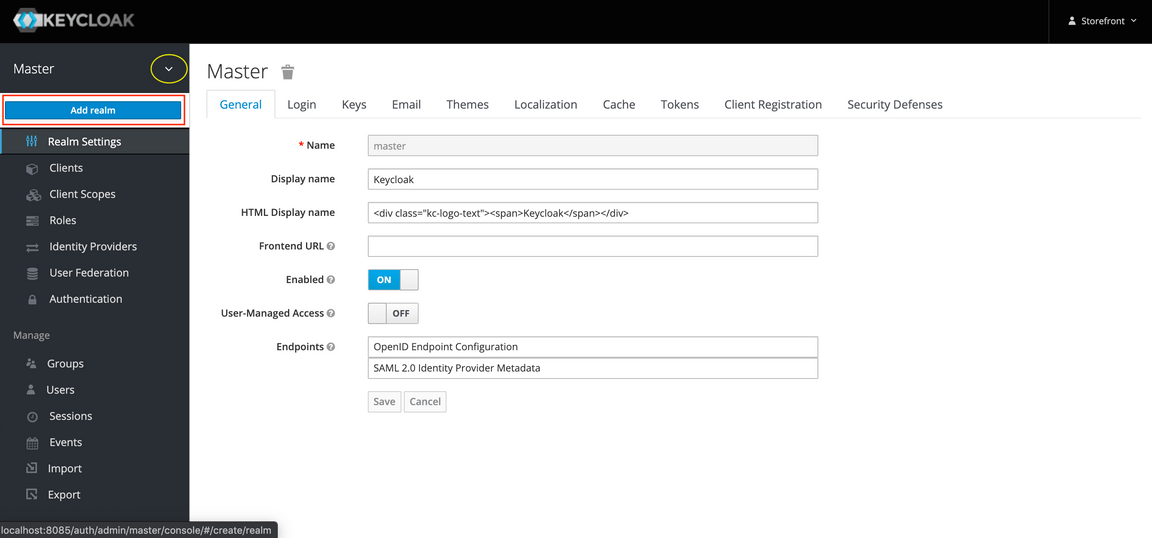 KEYCLOAK
Storefront
Master
Add realm
Realm Settings
Clients
Client Scopes
Roles
Identity Providers
User Federation
Authentication
Manage
Groups
Users
Sessions
Events
Import
Export
localhost:8085/auth/admin/master/console/#/create/realm
Master
General Login Keys Email Themes Localization Cache Tokens Client Registration Security Defenses
* Name master
Display name Keycloak
HTML Display name <div class="kc-logo-text"><span>Keycloak</span></div>
Frontend URL
Enabled ON
User-Managed Access OFF
Endpoints OpenID Endpoint Configuration
SAML 2.0 Identity Provider Metadata
Save Cancel